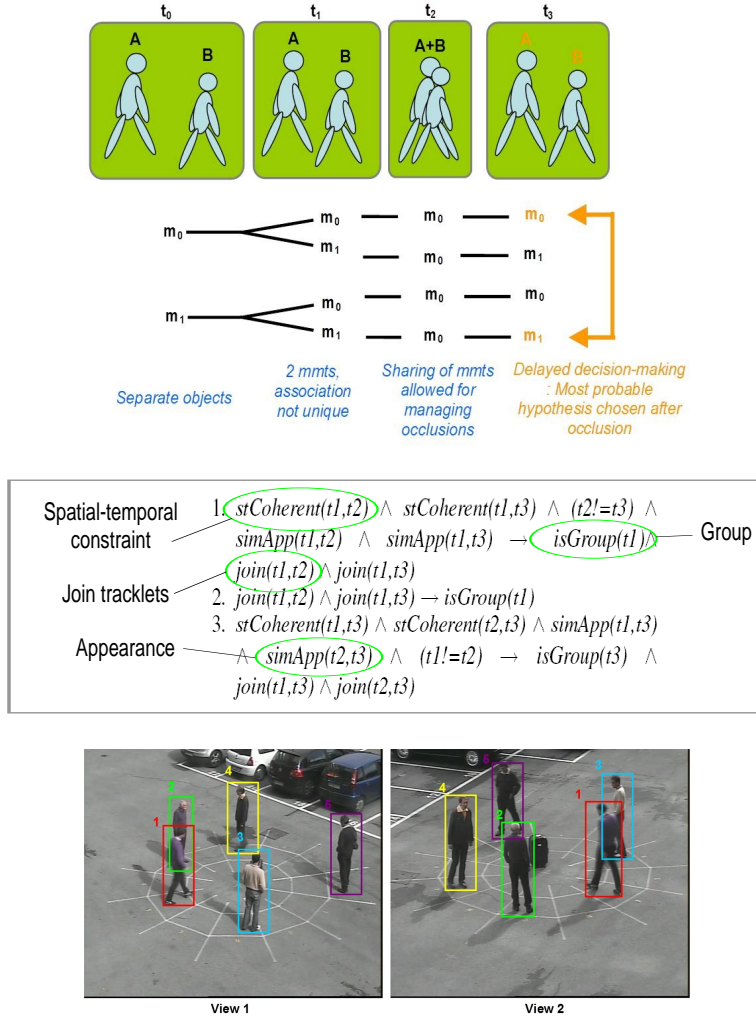 t₀ t₁ t₂ t₃
A B A B A+B A B
m₀ m₀ m₀ m₀
m₁ m₀ m₁
m₁ m₀ m₀ m₀
m₁ m₀ m₁
Separate objects
2 mmts,
association
not unique
Sharing of mmts
allowed for
managing
occlusions
Delayed decision-making
: Most probable
hypothesis chosen after
occlusion
Spatial-temporal
constraint
Join tracklets
Appearance
1. stCoherent(t1,t2) ∧ stCoherent(t1,t3) ∧ (t2!=t3) ∧
simApp(t1,t2) ∧ simApp(t1,t3) → isGroup(t1)∧
join(t1,t2) ∧ join(t1,t3)
2. join(t1,t2) ∧ join(t1,t3) → isGroup(t1)
3. stCoherent(t1,t3) ∧ stCoherent(t2,t3) ∧ simApp(t1,t3)
∧ simApp(t2,t3) ∧ (t1!=t2) → isGroup(t3) ∧
join(t1,t3) ∧ join(t2,t3)
Group
2 1 4 3 5
4 5 2 1 3
View 1 View 2